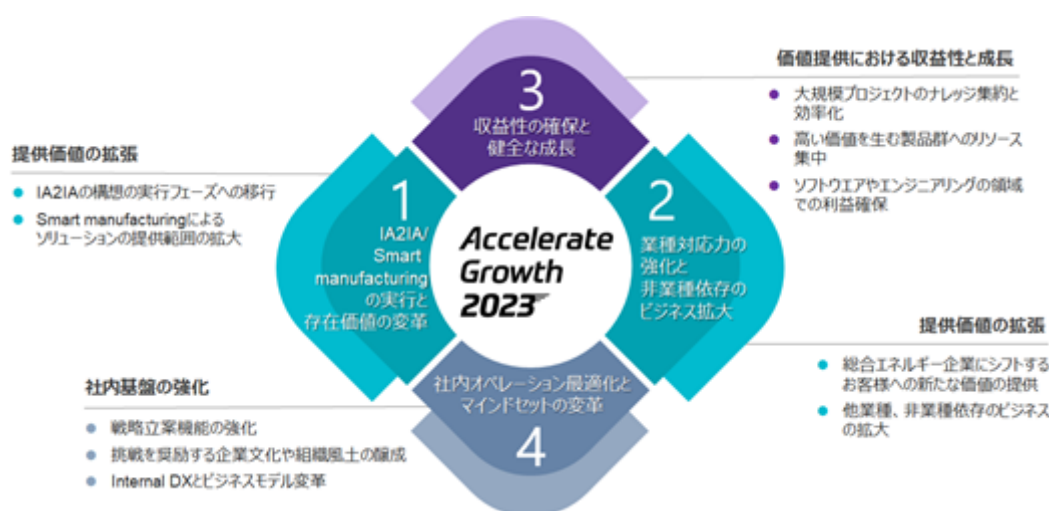 3
収益性の確保と
健全な成長
価値提供における収益性と成長
大規模プロジェクトのナレッジ集約と
効率化
高い価値を生む製品群へのリソース
集中
ソフトウエアやエンジニアリングの領域
での利益確保
提供価値の拡張
IA2IAの構想の実行フェーズへの移行
Smart manufacturingによる
ソリューションの提供範囲の拡大
1
IA2IA/
Smart
manufacturing
の実行と
存在価値の変革
Accelerate
Growth
2023
2
業種対応力の
強化と
非業種依存の
ビジネス拡大
提供価値の拡張
総合エネルギー企業にシフトする
お客様への新たな価値の提供
他業種、非業種依存のビジネス
の拡大
社内基盤の強化
戦略立案機能の強化
挑戦を奨励する企業文化や組織風土の醸成
Internal DXとビジネスモデル変革
社内オペレーション最適化と
マインドセットの変革
4